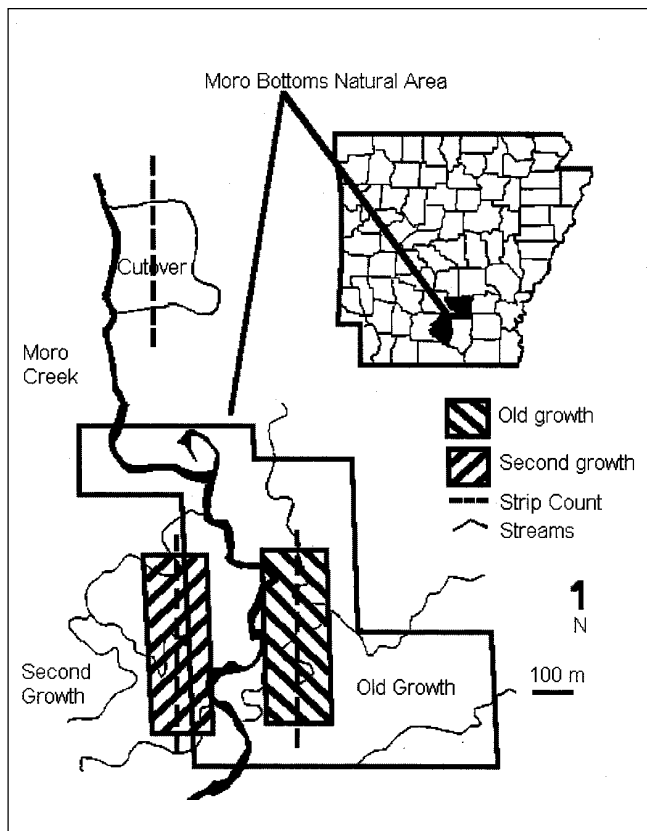 Moro Bottoms Natural Area
Cutover
Moro
Creek
Old growth
Second growth
Strip Count
Streams
N
100 m
Second
Growth
Old Growth